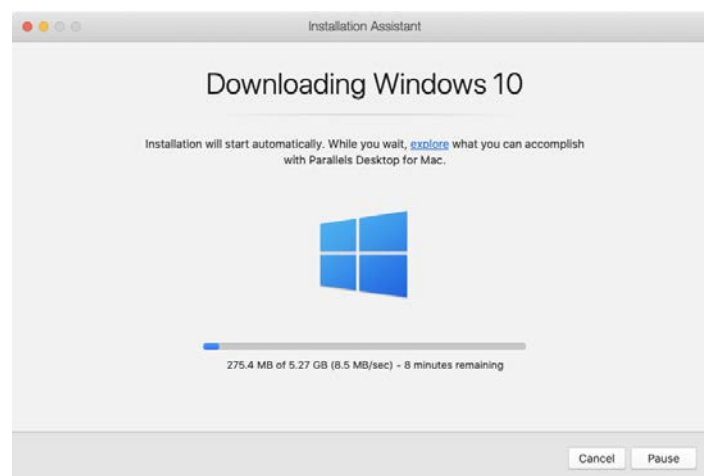 Installation Assistant
Downloading Windows 10
Installation will start automatically. While you wait, explore what you can accomplish
with Parallels Desktop for Mac.
275.4 MB of 5.27 GB (8.5 MB/sec) - 8 minutes remaining
Cancel Pause